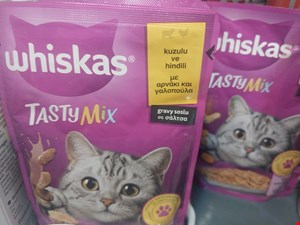 whiskas®
TASTY MIX
kuzulu
ve
hindili
με
αρνάκι και
γαλοπούλα
gravy soslu
σε σάλτσα
whiskas
TASTY MIX